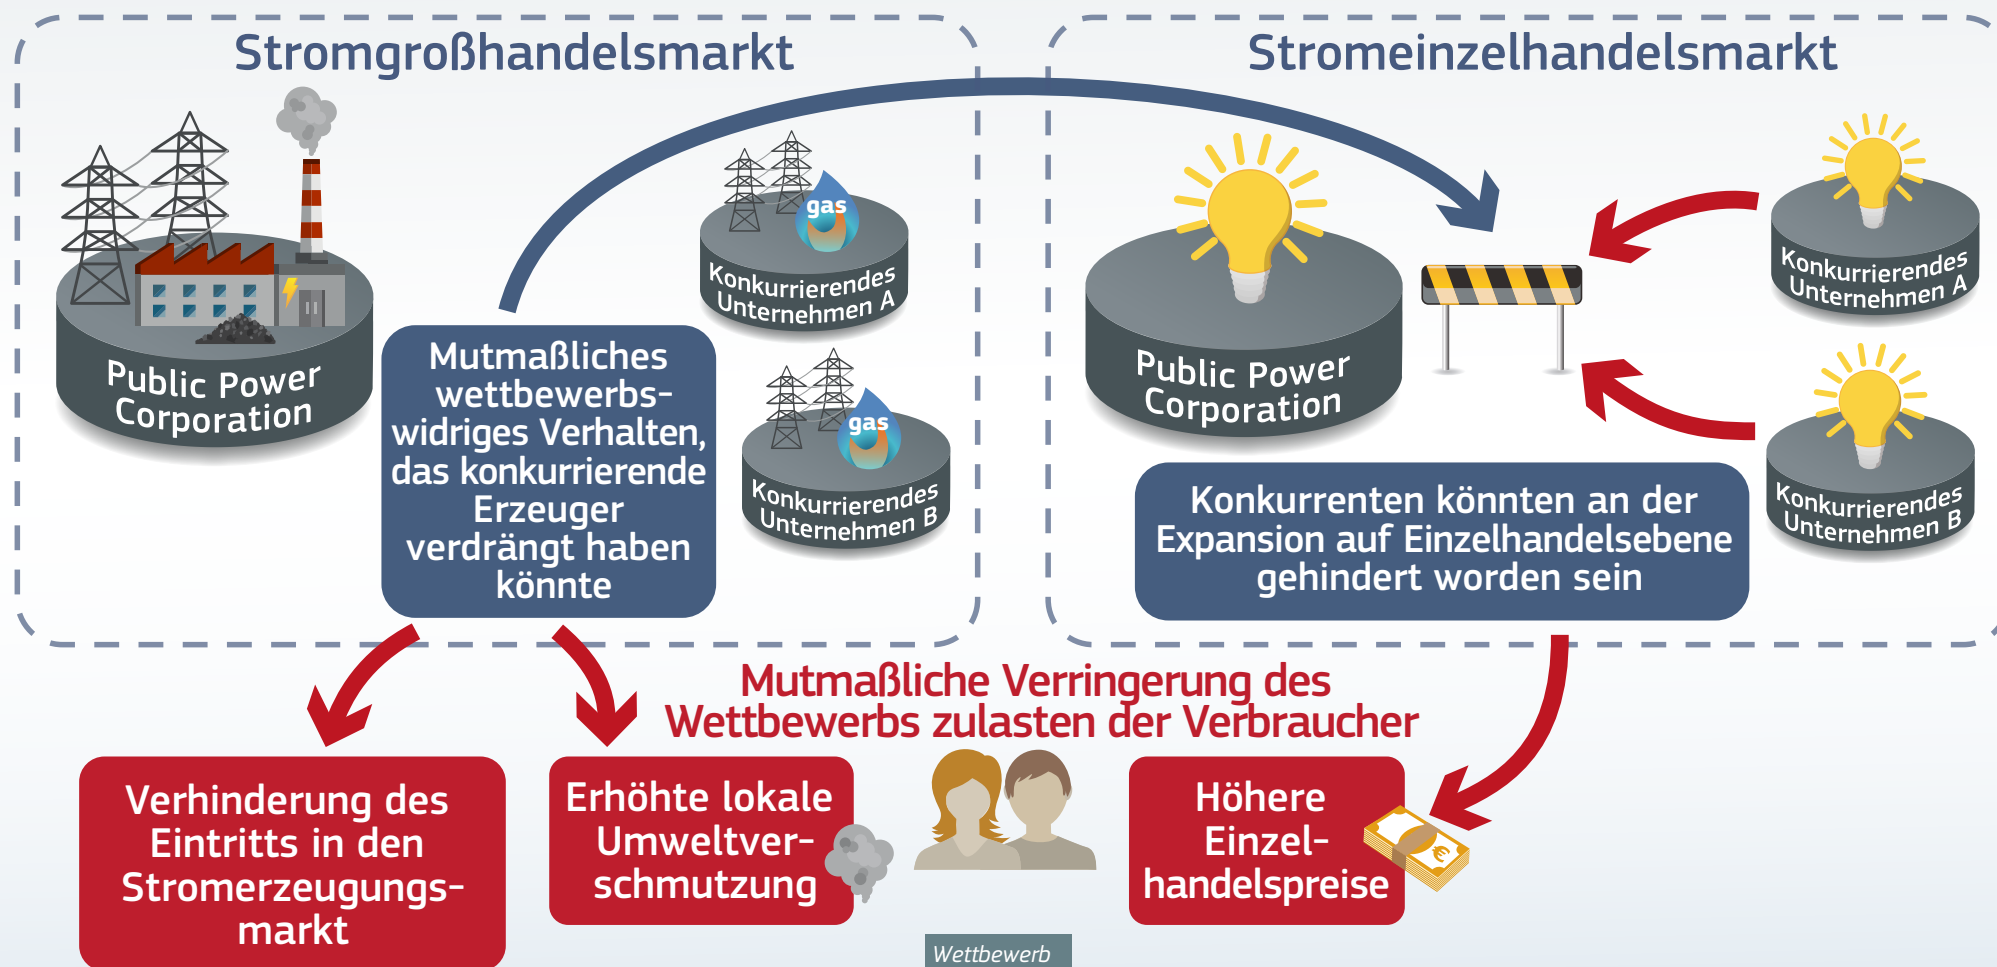 Stromgroßhandelsmarkt
gas
Konkurrierendes
Unternehmen A
Public Power
Corporation
Mutmaßliches
wettbewerbs-
widriges Verhalten,
das konkurrierende
Erzeuger
verdrängt haben
könnte
gas
Konkurrierendes
Unternehmen B
Stromeinzelhandelsmarkt
Public Power
Corporation
Konkurrierendes
Unternehmen A
Konkurrierendes
Unternehmen B
Konkurrenten könnten an der
Expansion auf Einzelhandelsebene
gehindert worden sein
Mutmaßliche Verringerung des
Wettbewerbs zulasten der Verbraucher
Verhinderung des
Eintritts in den
Stromerzeugungs-
markt
Erhöhte lokale
Umweltver-
schmutzung
Höhere
Einzel-
handelspreise
€
Wettbewerb